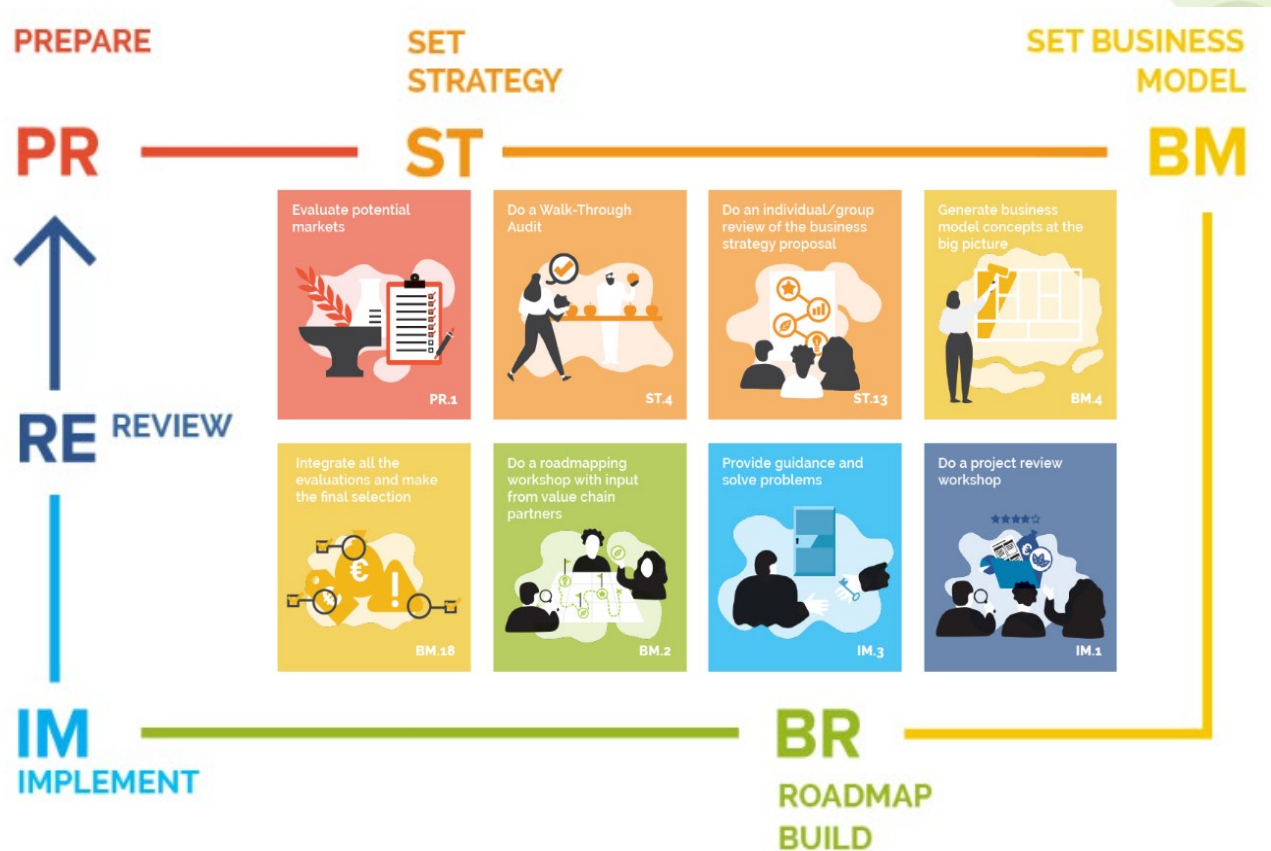 PREPARE
SET
STRATEGY
SET BUSINESS
MODEL
PR
ST
BM
Evaluate potential
markets
PR.1
Do a Walk-Through
Audit
ST.4
Do an individual/group
review of the business
strategy proposal
ST.13
Generate business
model concepts at the
big picture
BM.4
RE
REVIEW
Integrate all the
evaluations and make
the final selection
BM.18
Do a roadmapping
workshop with input
from value chain
partners
BM.2
Provide guidance and
solve problems
IM.3
Do a project review
workshop
IM.1
IM
IMPLEMENT
BR
ROADMAP
BUILD